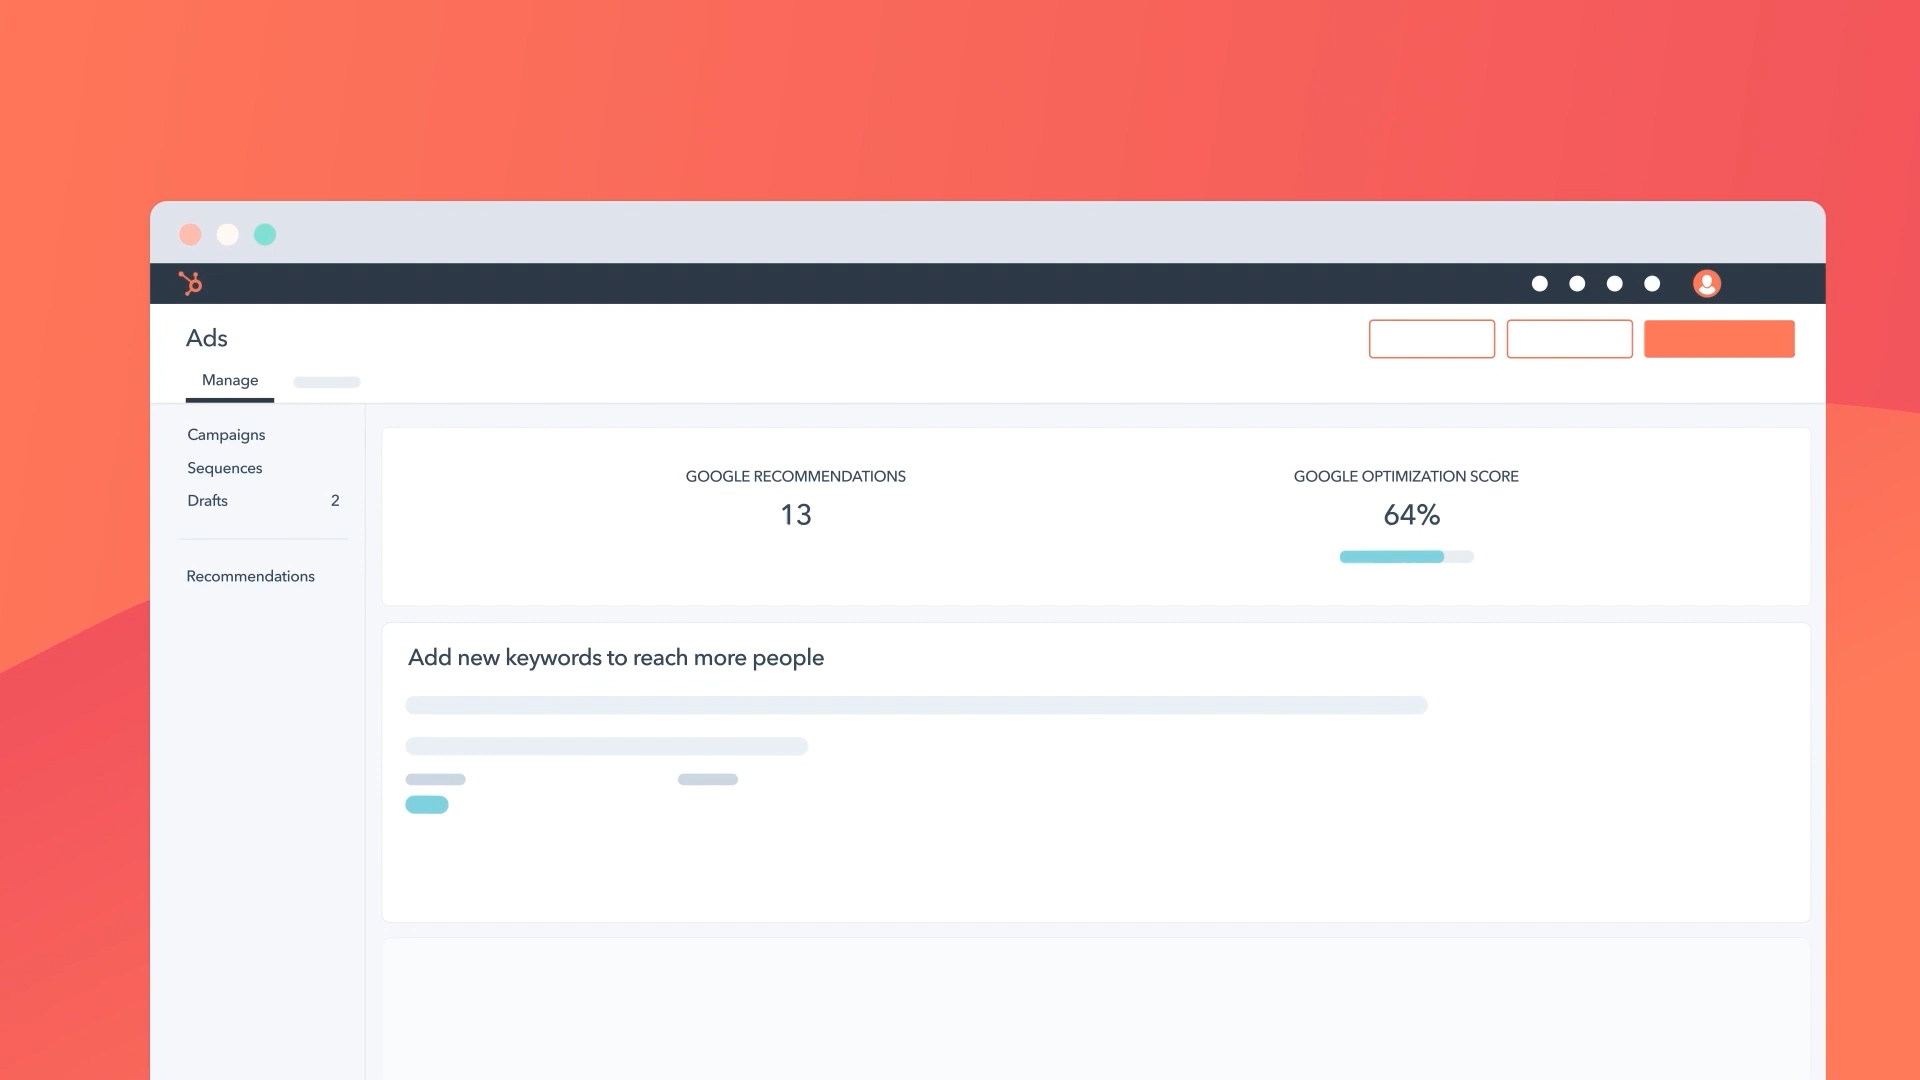 Ads
Manage
Campaigns
Sequences
Drafts 2
Recommendations
GOOGLE RECOMMENDATIONS
13
GOOGLE OPTIMIZATION SCORE
64%
Add new keywords to reach more people